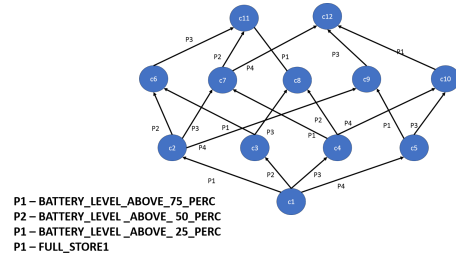 c11 c12
P3 P2 P4 P1 P3 P1
c6 c7 c8 c9 c10
P2 P3 P4 P1 P3 P1 P2 P4 P1 P3
c2 c3 c4 c5
P1 P2 P3 P4
c1
P1 – BATTERY_LEVEL_ABOVE_75_PERC
P2 – BATTERY_LEVEL _ABOVE_ 50_PERC
P1 – BATTERY_LEVEL _ABOVE_ 25_PERC
P1 – FULL_STORE1